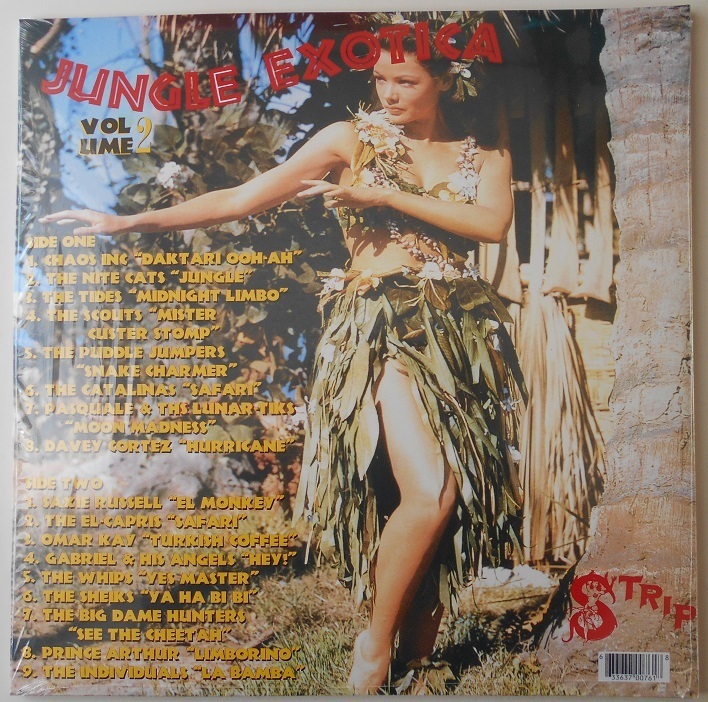 JUNGLE EXOTICA
VOL
UME 2
SIDE ONE
1. CHAOS INC "DAKTARI OOH-AH"
2. THE NITE CATS "JUNGLE"
3. THE TIDES "MIDNIGHT LIMBO"
4. THE SCOUTS "MISTER
CUSTER STOMP"
5. THE PUDDLE JUMPERS
"SNAKE CHARMER"
6. THE CATALINAS "SAFARI"
7. PASQUALE & THS LUNAR-TIKS
"MOON MADNESS"
8. DAVEY CORTEZ "HURRICANE"
SIDE TWO
1. SAKIE RUSSELL "EL MONKEY"
2. THE EL-CAPRIS "SAFARI"
3. OMAR KAY "TURKISH COFFEE"
4. GABRIEL & HIS ANGELS "HEY!"
5. THE WHIPS "YES MASTER"
6. THE SHEIKS "YA HA BI BI"
7. THE BIG DAME HUNTERS
"SEE THE CHEETAH"
8. PRINCE ARTHUR "LIMBORINO"
9. THE INDIVIDUALS "LA BAMBA"
STRIP
6 53637 00761 8